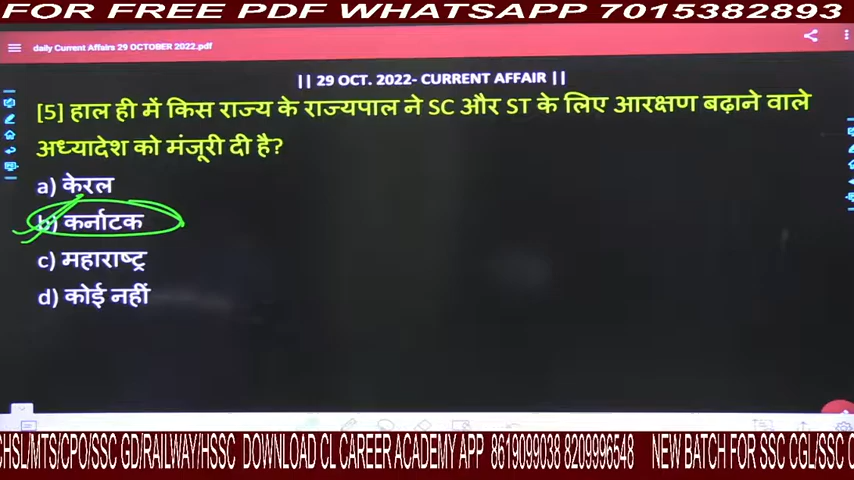 FOR FREE PDF WHATSAPP 7015382893
daily Current Affairs 29 OCTOBER 2022.pdf
|| 29 OCT. 2022- CURRENT AFFAIR ||
[5] हाल ही में किस राज्य के राज्यपाल ने SC और ST के लिए आरक्षण बढ़ाने वाले
अध्यादेश को मंजूरी दी है?
a) केरल
b) कर्नाटक
c) महाराष्ट्र
d) कोई नहीं
CHSL/MTS/CPO/SSC GD/RAILWAY/HSSC DOWNLOAD CL CAREER ACADEMY APP 8619099038 8209996548 NEW BATCH FOR SSC CGL/SSC